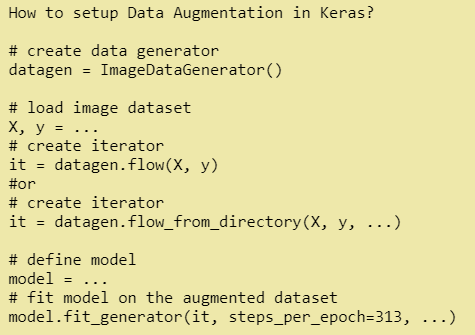 How to setup Data Augmentation in Keras?
# create data generator
datagen = ImageDataGenerator()
# load image dataset
X, y = ...
# create iterator
it = datagen.flow(X, y)
#or
# create iterator
it = datagen.flow_from_directory(X, y, ...)
# define model
model = ...
# fit model on the augmented dataset
model.fit_generator(it, steps_per_epoch=313, ...)